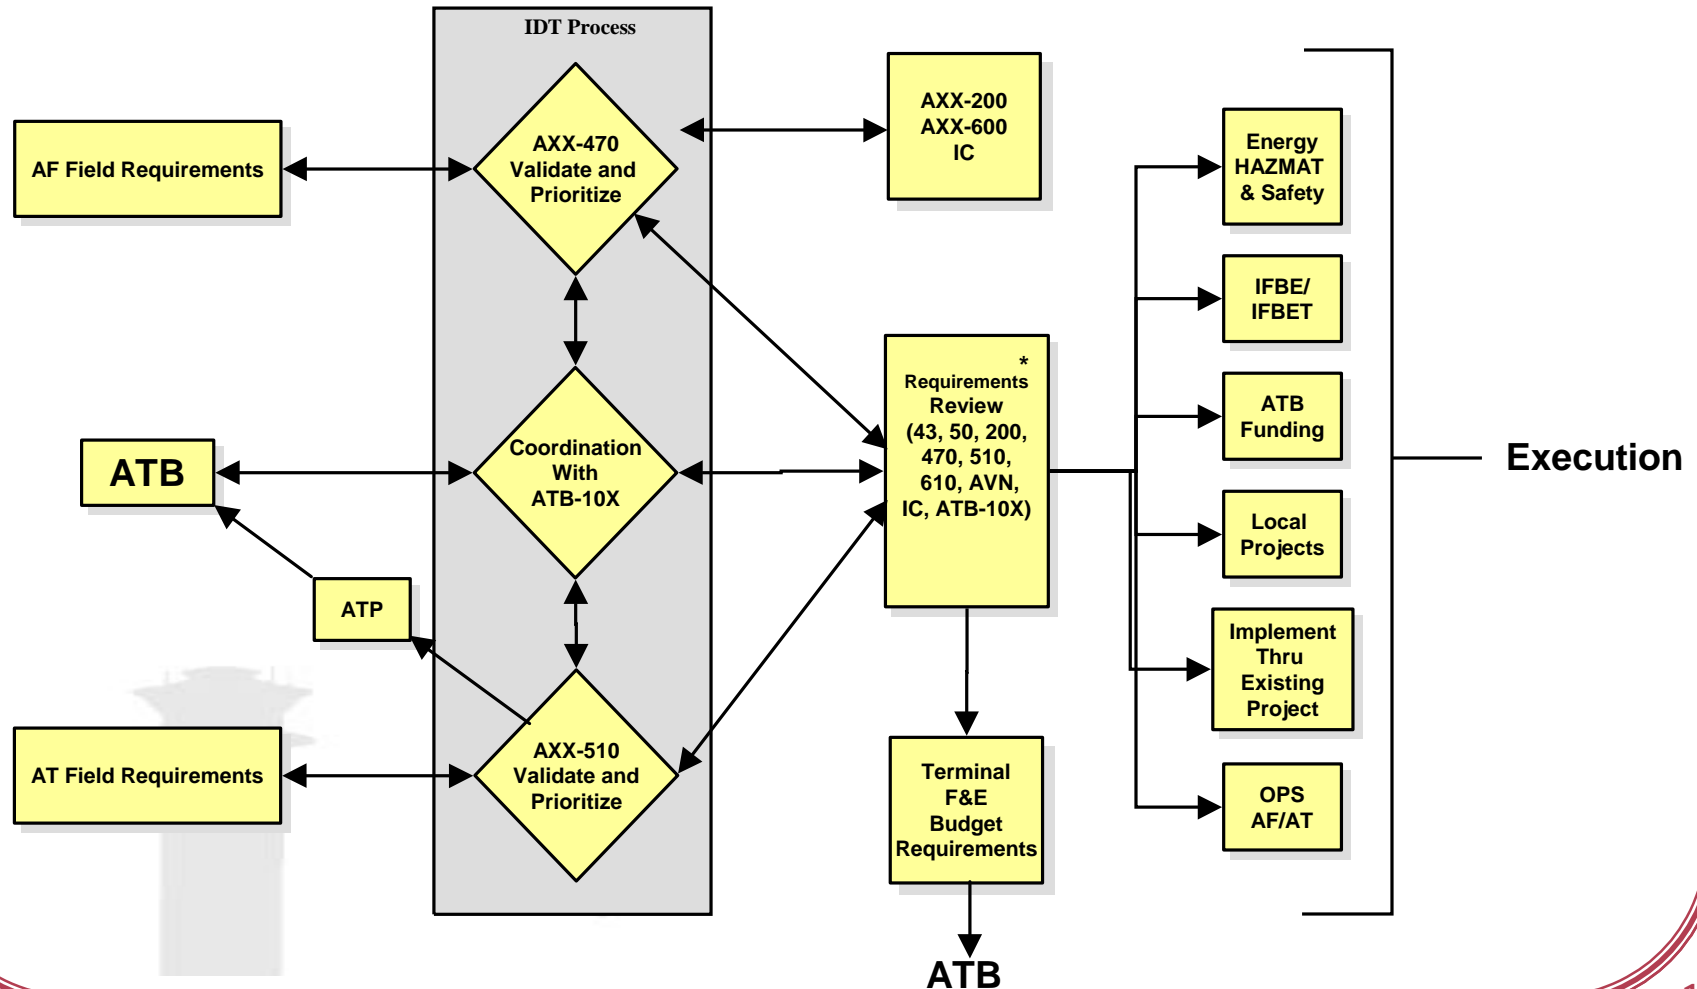 IDT Process
AF Field Requirements
AXX-470
Validate and
Prioritize
AXX-200
AXX-600
IC
ATB
Coordination
With
ATB-10X
ATP
AT Field Requirements
AXX-510
Validate and
Prioritize
*
Requirements
Review
(43, 50, 200,
470, 510,
610, AVN,
IC, ATB-10X)
Terminal
F&E
Budget
Requirements
ATB
Energy
HAZMAT
& Safety
IFBE/
IFBET
ATB
Funding
Local
Projects
Implement
Thru
Existing
Project
OPS
AF/AT
Execution